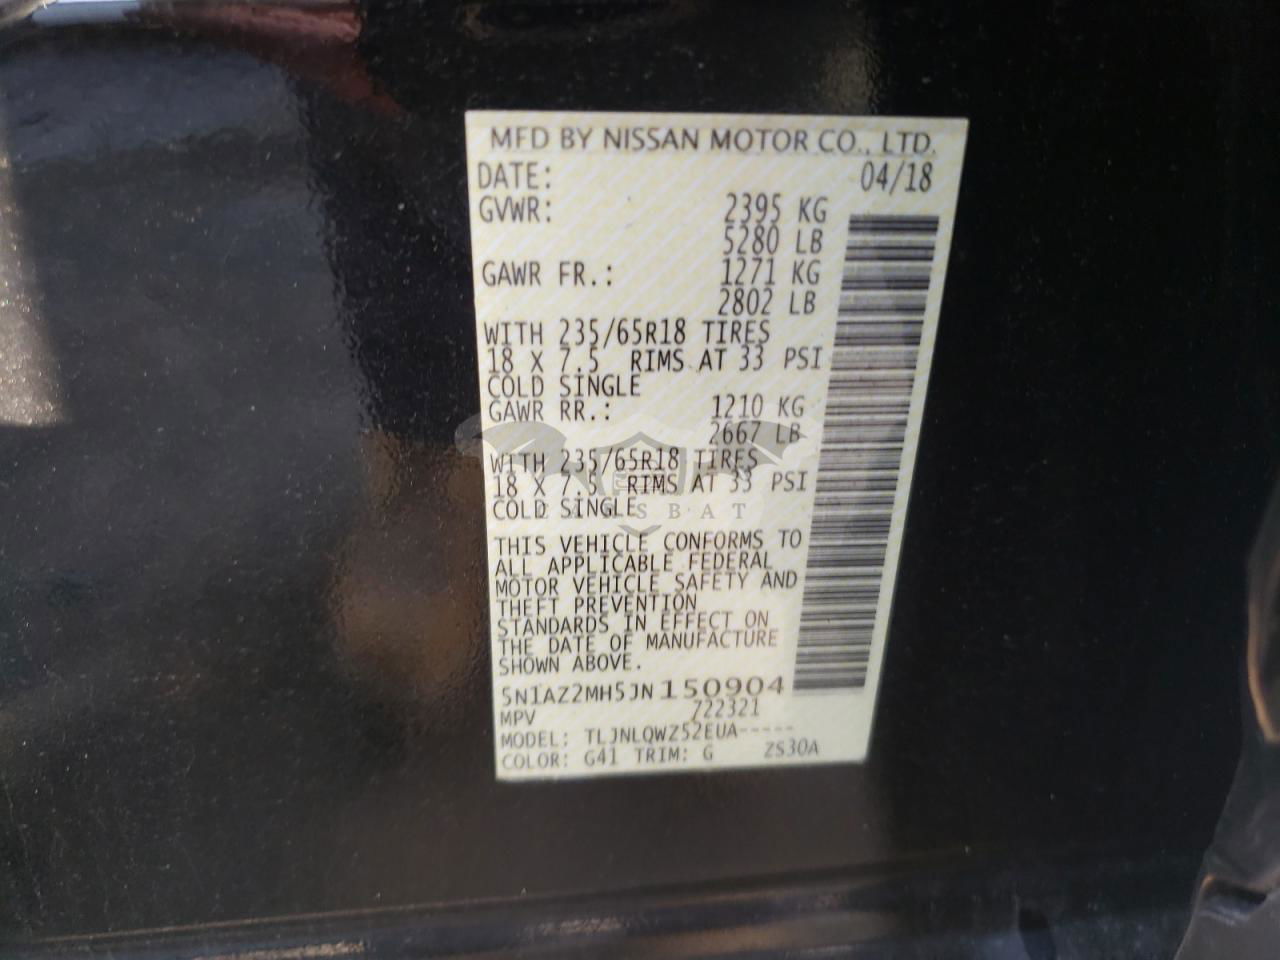 MFD BY NISSAN MOTOR CO., LTD.
DATE: 04/18
GVWR: 2395 KG
5280 LB
GAWR FR.: 1271 KG
2802 LB
WITH 235/65R18 TIRES
18 X 7.5 RIMS AT 33 PSI
COLD SINGLE
GAWR RR.: 1210 KG
2667 LB
WITH 235/65R18 TIRES
18 X 7.5 RIMS AT 33 PSI
COLD SINGLE
SBAT
THIS VEHICLE CONFORMS TO
ALL APPLICABLE FEDERAL
MOTOR VEHICLE SAFETY AND
THEFT PREVENTION
STANDARDS IN EFFECT ON
THE DATE OF MANUFACTURE
SHOWN ABOVE.
5N1AZ2MH5JN150904
MPV 722321
MODEL: TLJNLQWZ52EUA-----
COLOR: G41 TRIM: G ZS30A